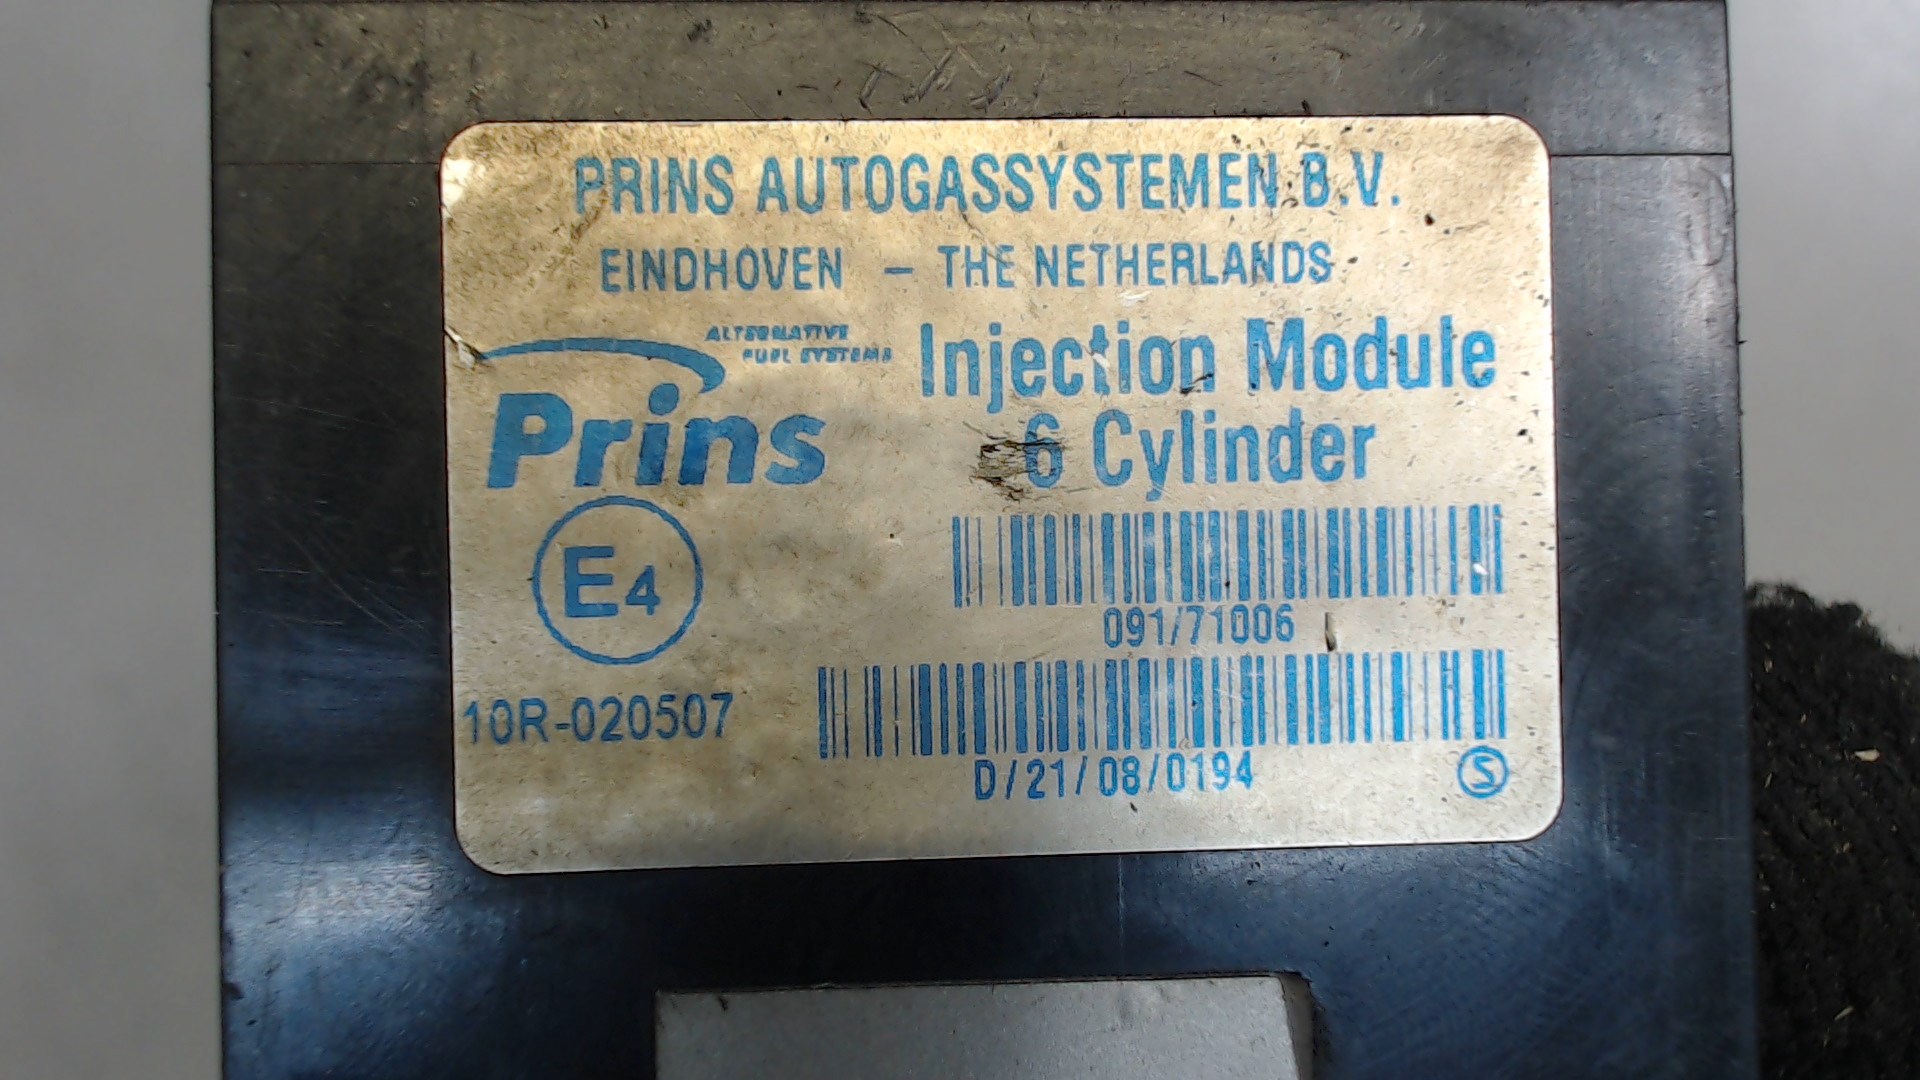 PRINS AUTOGASSYSTEMEN B.V.
EINDHOVEN – THE NETHERLANDS
ALTERNATIVE
FUEL SYSTEMS
Prins
Injection Module
6 Cylinder
E4
091/71006
10R-020507
D/21/08/0194
S